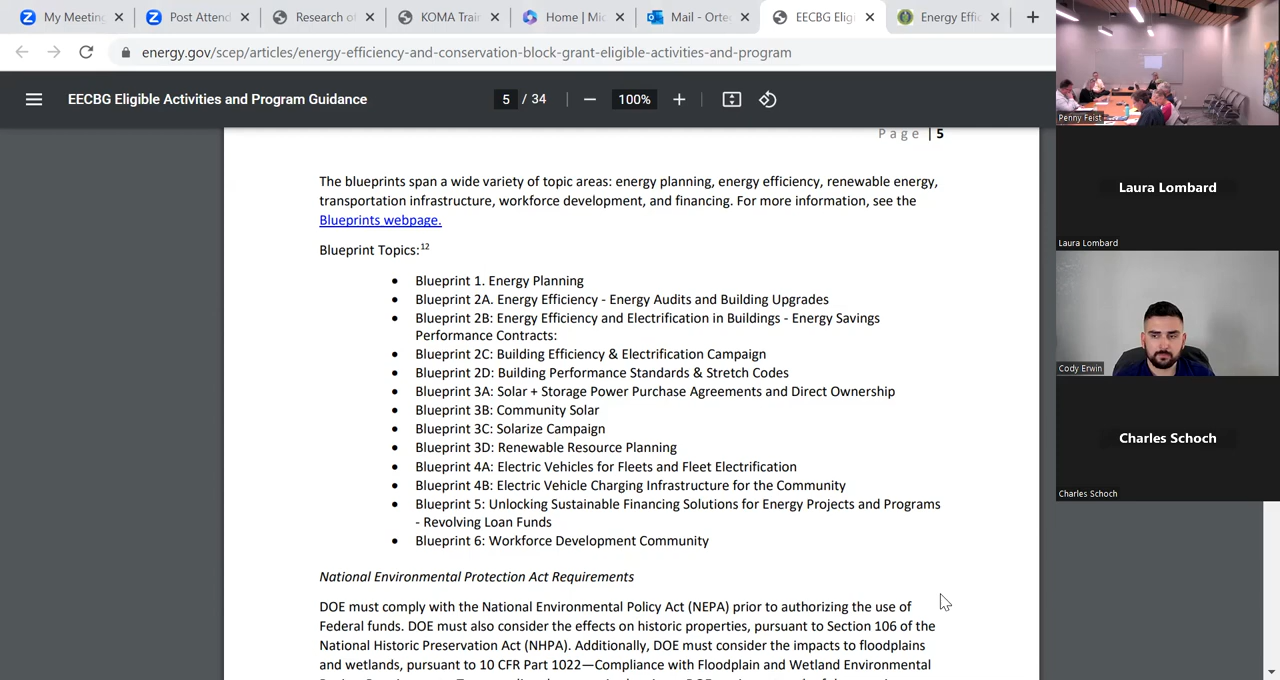 My Meeting
Post Attend
Research of
KOMA Train
Home | Mic
Mail - Orte
EECBG Elig
Energy Effic
energy.gov/scep/articles/energy-efficiency-and-conservation-block-grant-eligible-activities-and-program
EECBG Eligible Activities and Program Guidance
5 / 34
100%
Page | 5
The blueprints span a wide variety of topic areas: energy planning, energy efficiency, renewable energy,
transportation infrastructure, workforce development, and financing. For more information, see the
Blueprints webpage.
Blueprint Topics:12
• Blueprint 1. Energy Planning
• Blueprint 2A. Energy Efficiency - Energy Audits and Building Upgrades
• Blueprint 2B: Energy Efficiency and Electrification in Buildings - Energy Savings
Performance Contracts:
• Blueprint 2C: Building Efficiency & Electrification Campaign
• Blueprint 2D: Building Performance Standards & Stretch Codes
• Blueprint 3A: Solar + Storage Power Purchase Agreements and Direct Ownership
• Blueprint 3B: Community Solar
• Blueprint 3C: Solarize Campaign
• Blueprint 3D: Renewable Resource Planning
• Blueprint 4A: Electric Vehicles for Fleets and Fleet Electrification
• Blueprint 4B: Electric Vehicle Charging Infrastructure for the Community
• Blueprint 5: Unlocking Sustainable Financing Solutions for Energy Projects and Programs
- Revolving Loan Funds
• Blueprint 6: Workforce Development Community
National Environmental Protection Act Requirements
DOE must comply with the National Environmental Policy Act (NEPA) prior to authorizing the use of
Federal funds. DOE must also consider the effects on historic properties, pursuant to Section 106 of the
National Historic Preservation Act (NHPA). Additionally, DOE must consider the impacts to floodplains
and wetlands, pursuant to 10 CFR Part 1022—Compliance with Floodplain and Wetland Environmental
Penny Feist
Laura Lombard
Laura Lombard
Cody Erwin
Charles Schoch
Charles Schoch